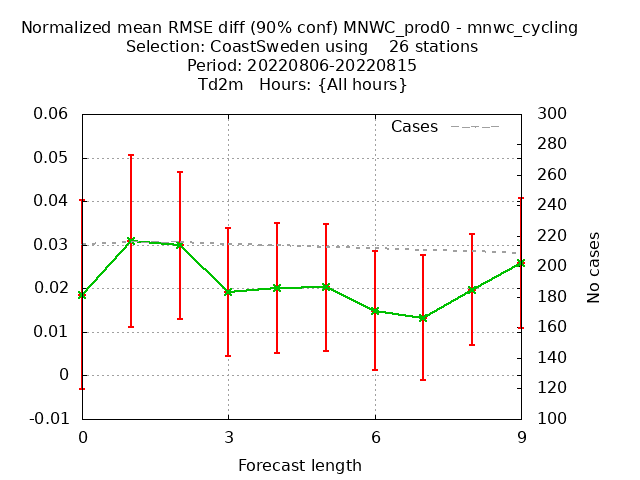 Normalized mean RMSE diff (90% conf) MNWC_prod0 - mnwc_cycling
Selection: CoastSweden using    26 stations
Period: 20220806-20220815
Td2m   Hours: {All hours}
Cases
0.06
0.05
0.04
0.03
0.02
0.01
0
-0.01
300
280
260
240
220
200
180
160
140
120
100
No cases
0 3 6 9
Forecast length